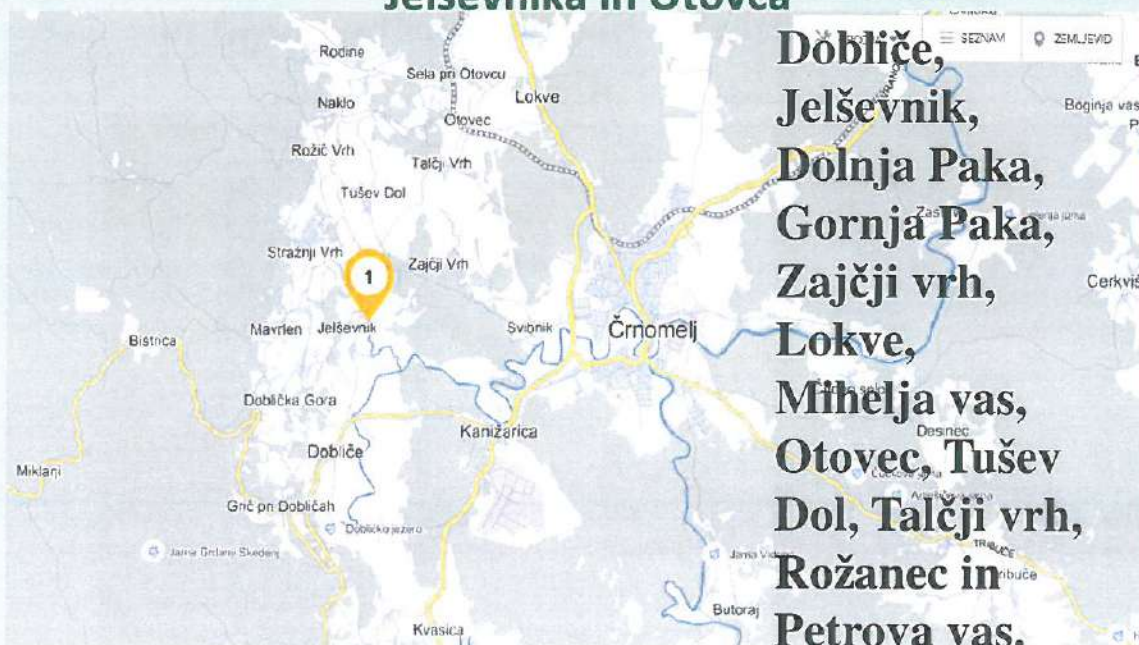 Jelševnika in Otovca
SEZNAM
ZEMLJEVID
Dobliče,
Jelševnik,
Dolnja Paka,
Gornja Paka,
Zajčji vrh,
Lokve,
Mihelja vas,
Otovec, Tušev
Dol, Talčji vrh,
Rožanec in
Petrova vas.
Rodine
Sela pri Otovcu
Lokve
Naklo
Otovec
Rožič Vrh
Talčji Vrh
Tušev Dol
Stražnji Vrh
1
Zajčji Vrh
Mavrlen
Jelševnik
Svibnik
Črnomelj
Bistrica
Doblička Gora
Kanižarica
Dobliče
Miklarji
Grič pri Dobličah
Dobličko jezero
Desinec
TRIBUČE
Butoraj
Kvasica
Boginja vas